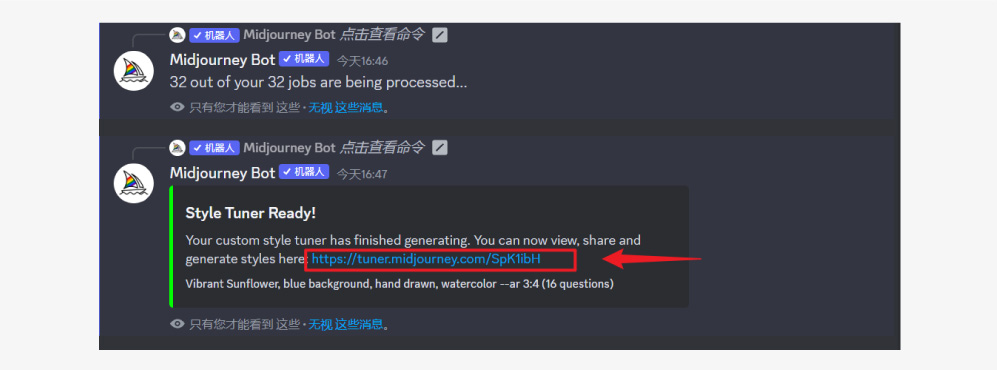 ✓ 机器人 Midjourney Bot 点击查看命令
Midjourney Bot ✓ 机器人 今天16:46
32 out of your 32 jobs are being processed...
只有您才能看到 这些 · 无视 这些消息。
✓ 机器人 Midjourney Bot 点击查看命令
Midjourney Bot ✓ 机器人 今天16:47
Style Tuner Ready!
Your custom style tuner has finished generating. You can now view, share and
generate styles here: https://tuner.midjourney.com/SpK1ibH
Vibrant Sunflower, blue background, hand drawn, watercolor --ar 3:4 (16 questions)
只有您才能看到 这些 · 无视 这些消息。